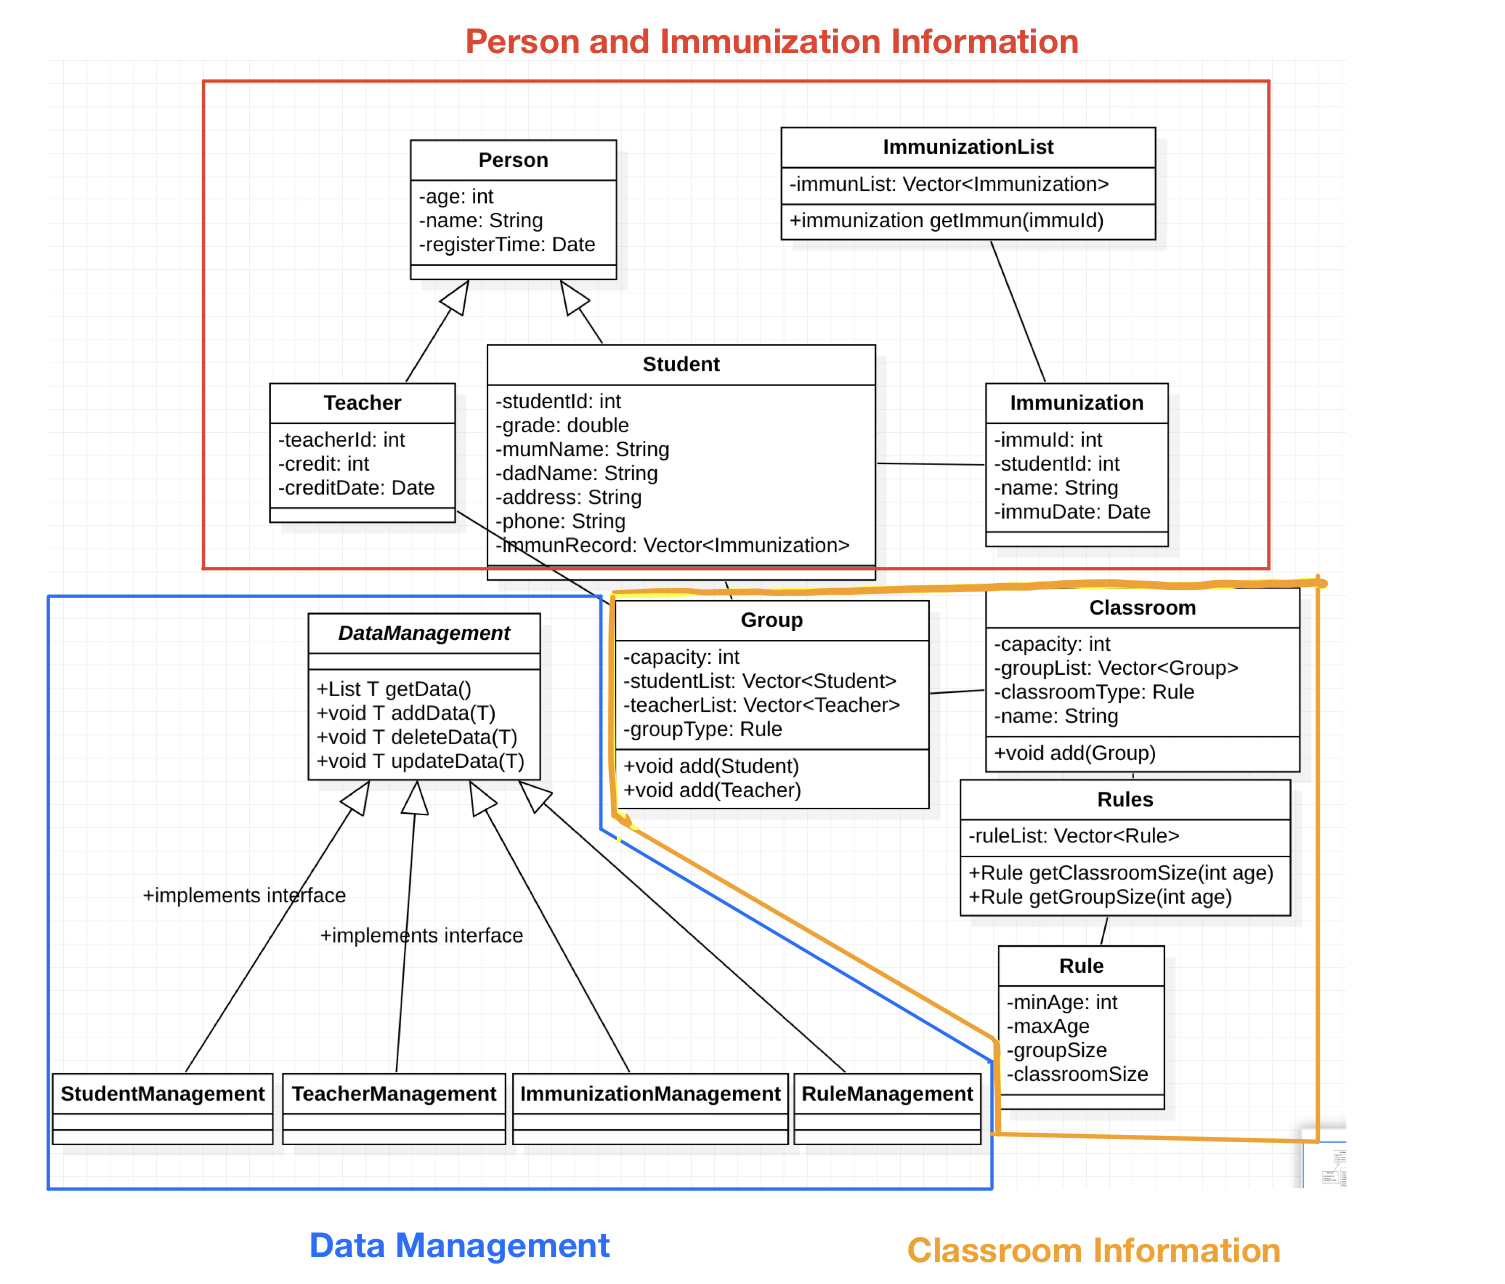 Person and Immunization Information
Person
-age: int
-name: String
-registerTime: Date
ImmunizationList
-immunList: Vector<Immunization>
+immunization getImmun(immuId)
Teacher
-teacherId: int
-credit: int
-creditDate: Date
Student
-studentId: int
-grade: double
-mumName: String
-dadName: String
-address: String
-phone: String
-immunRecord: Vector<Immunization>
Immunization
-immuId: int
-studentId: int
-name: String
-immuDate: Date
DataManagement
+List T getData()
+void T addData(T)
+void T deleteData(T)
+void T updateData(T)
Group
-capacity: int
-studentList: Vector<Student>
-teacherList: Vector<Teacher>
-groupType: Rule
+void add(Student)
+void add(Teacher)
Classroom
-capacity: int
-groupList: Vector<Group>
-classroomType: Rule
-name: String
+void add(Group)
Rules
-ruleList: Vector<Rule>
+Rule getClassroomSize(int age)
+Rule getGroupSize(int age)
+implements interface
+implements interface
Rule
-minAge: int
-maxAge
-groupSize
-classroomSize
StudentManagement
TeacherManagement
ImmunizationManagement
RuleManagement
Data Management
Classroom Information